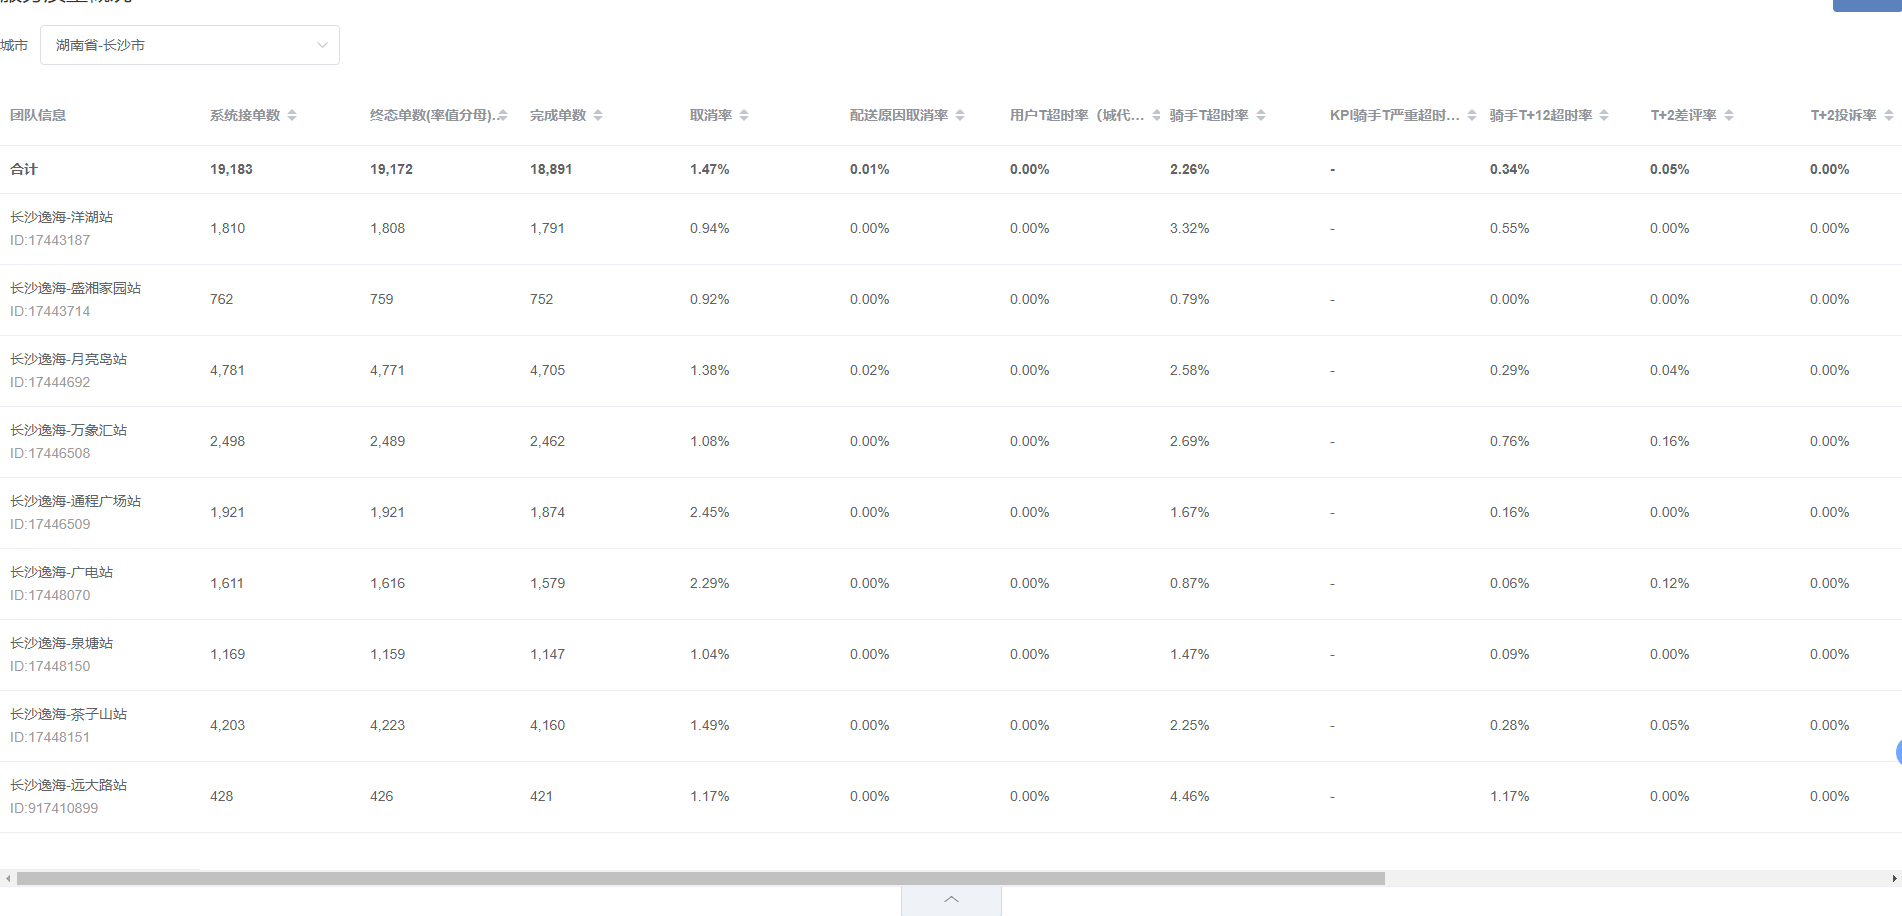 城市 湖南省-长沙市
团队信息 系统接单数 终态单数(率值分母)... 完成单数 取消率 配送原因取消率 用户T超时率（城代... 骑手T超时率 KPI骑手T严重超时... 骑手T+12超时率 T+2差评率 T+2投诉率
合计 19,183 19,172 18,891 1.47% 0.01% 0.00% 2.26% - 0.34% 0.05% 0.00%
长沙逸海-洋湖站
ID:17443187
1,810 1,808 1,791 0.94% 0.00% 0.00% 3.32% - 0.55% 0.00% 0.00%
长沙逸海-盛湘家园站
ID:17443714
762 759 752 0.92% 0.00% 0.00% 0.79% - 0.00% 0.00% 0.00%
长沙逸海-月亮岛站
ID:17444692
4,781 4,771 4,705 1.38% 0.02% 0.00% 2.58% - 0.29% 0.04% 0.00%
长沙逸海-万象汇站
ID:17446508
2,498 2,489 2,462 1.08% 0.00% 0.00% 2.69% - 0.76% 0.16% 0.00%
长沙逸海-通程广场站
ID:17446509
1,921 1,921 1,874 2.45% 0.00% 0.00% 1.67% - 0.16% 0.00% 0.00%
长沙逸海-广电站
ID:17448070
1,611 1,616 1,579 2.29% 0.00% 0.00% 0.87% - 0.06% 0.12% 0.00%
长沙逸海-泉塘站
ID:17448150
1,169 1,159 1,147 1.04% 0.00% 0.00% 1.47% - 0.09% 0.00% 0.00%
长沙逸海-茶子山站
ID:17448151
4,203 4,223 4,160 1.49% 0.00% 0.00% 2.25% - 0.28% 0.05% 0.00%
长沙逸海-远大路站
ID:917410899
428 426 421 1.17% 0.00% 0.00% 4.46% - 1.17% 0.00% 0.00%